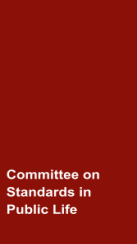 Committee on
Standards in
Public Life